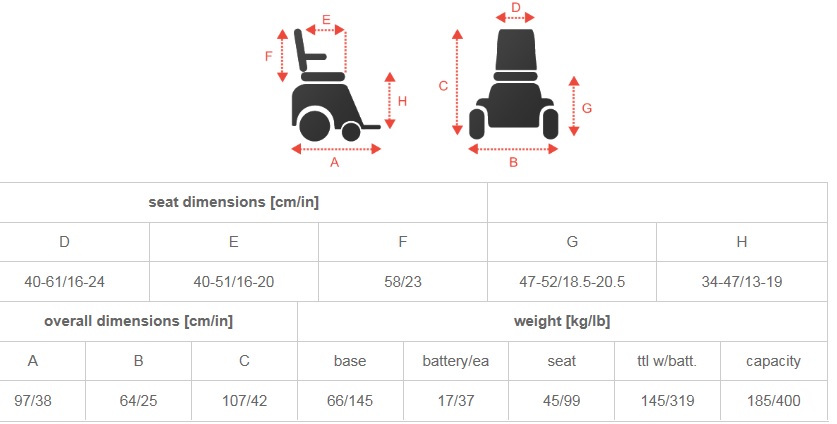 E
D
F
C
H
G
A
B
seat dimensions [cm/in]
D E F G H
40-61/16-24 40-51/16-20 58/23 47-52/18.5-20.5 34-47/13-19
overall dimensions [cm/in] weight [kg/lb]
A B C base battery/ea seat ttl w/batt. capacity
97/38 64/25 107/42 66/145 17/37 45/99 145/319 185/400